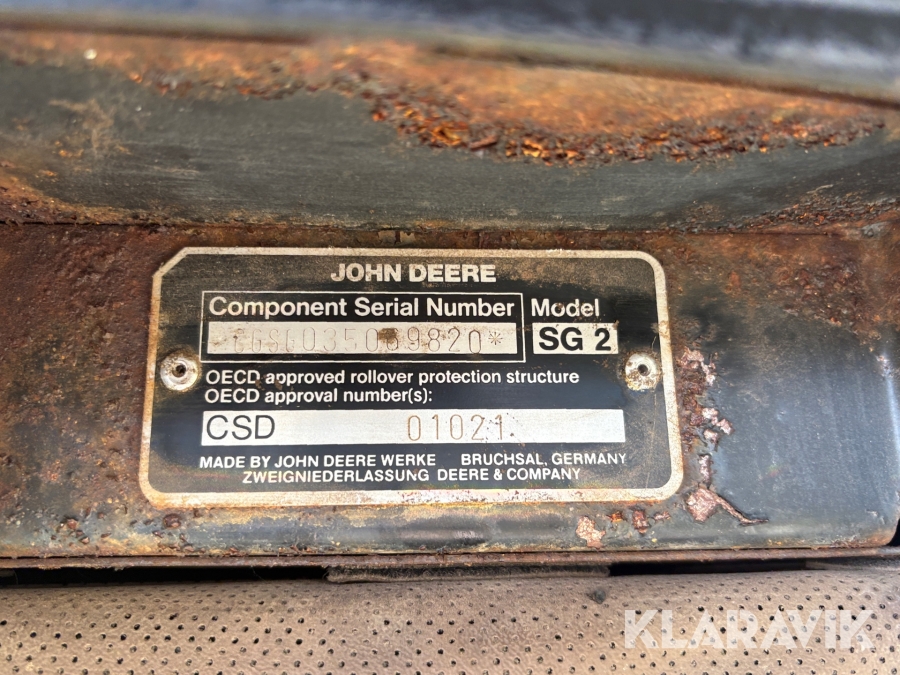 JOHN DEERE
Component Serial Number
Model
SG 2
OECD approved rollover protection structure
OECD approval number(s):
CSD 01021
MADE BY JOHN DEERE WERKE BRUCHSAL, GERMANY
ZWEIGNIEDERLASSUNG DEERE & COMPANY
KLARAVIK